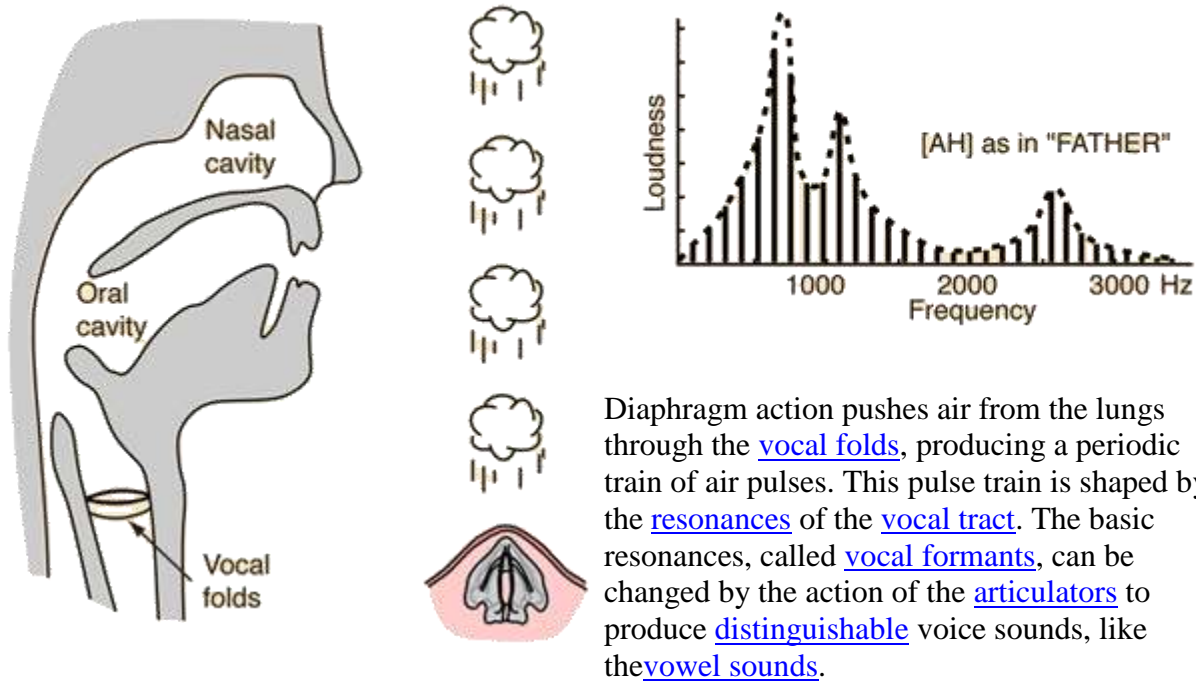 Nasal
cavity
Oral
cavity
Vocal
folds
Loudness
[AH] as in "FATHER"
1000 2000 3000 Hz
Frequency
Diaphragm action pushes air from the lungs
through the vocal folds, producing a periodic
train of air pulses. This pulse train is shaped by
the resonances of the vocal tract. The basic
resonances, called vocal formants, can be
changed by the action of the articulators to
produce distinguishable voice sounds, like
thevowel sounds.